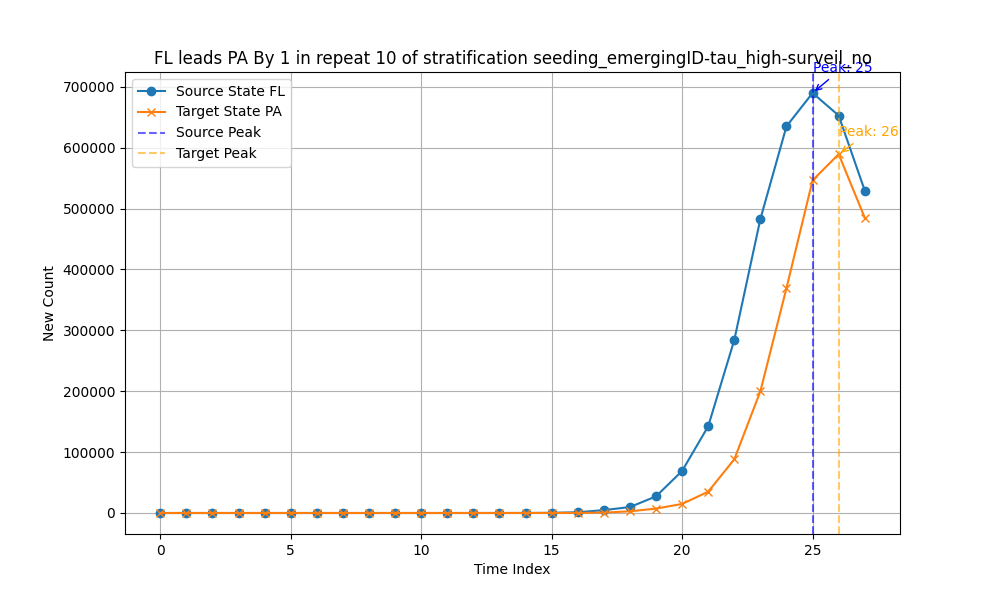 FL leads PA By 1 in repeat 10 of stratification seeding_emergingID-tau_high-surveil_no
Peak: 25
Peak: 26
Source State FL
Target State PA
Source Peak
Target Peak
New Count
700000
600000
500000
400000
300000
200000
100000
0
0 5 10 15 20 25
Time Index